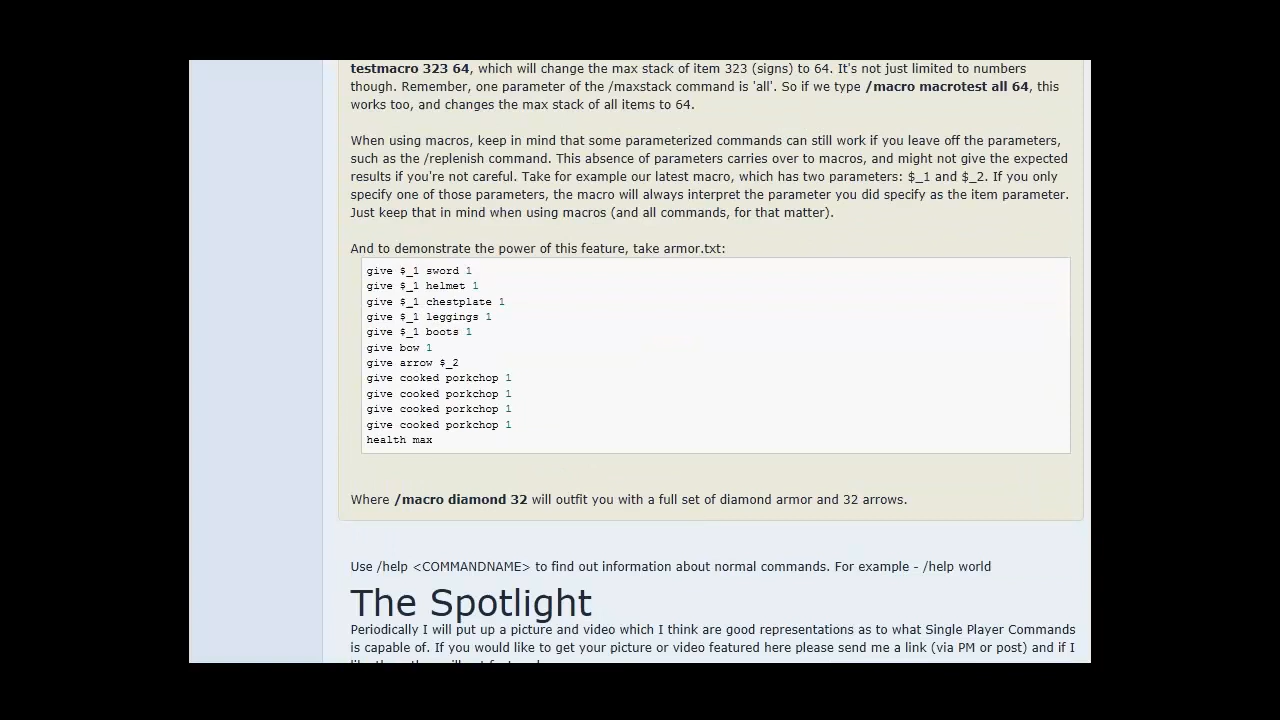 testmacro 323 64, which will change the max stack of item 323 (signs) to 64. It's not just limited to numbers
though. Remember, one parameter of the /maxstack command is 'all'. So if we type /macro macrotest all 64, this
works too, and changes the max stack of all items to 64.
When using macros, keep in mind that some parameterized commands can still work if you leave off the parameters,
such as the /replenish command. This absence of parameters carries over to macros, and might not give the expected
results if you're not careful. Take for example our latest macro, which has two parameters: $_1 and $_2. If you only
specify one of those parameters, the macro will always interpret the parameter you did specify as the item parameter.
Just keep that in mind when using macros (and all commands, for that matter).
And to demonstrate the power of this feature, take armor.txt:
give $_1 sword 1
give $_1 helmet 1
give $_1 chestplate 1
give $_1 leggings 1
give $_1 boots 1
give bow 1
give arrow $_2
give cooked porkchop 1
give cooked porkchop 1
give cooked porkchop 1
give cooked porkchop 1
health max
Where /macro diamond 32 will outfit you with a full set of diamond armor and 32 arrows.
Use /help <COMMANDNAME> to find out information about normal commands. For example - /help world
The Spotlight
Periodically I will put up a picture and video which I think are good representations as to what Single Player Commands
is capable of. If you would like to get your picture or video featured here please send me a link (via PM or post) and if I